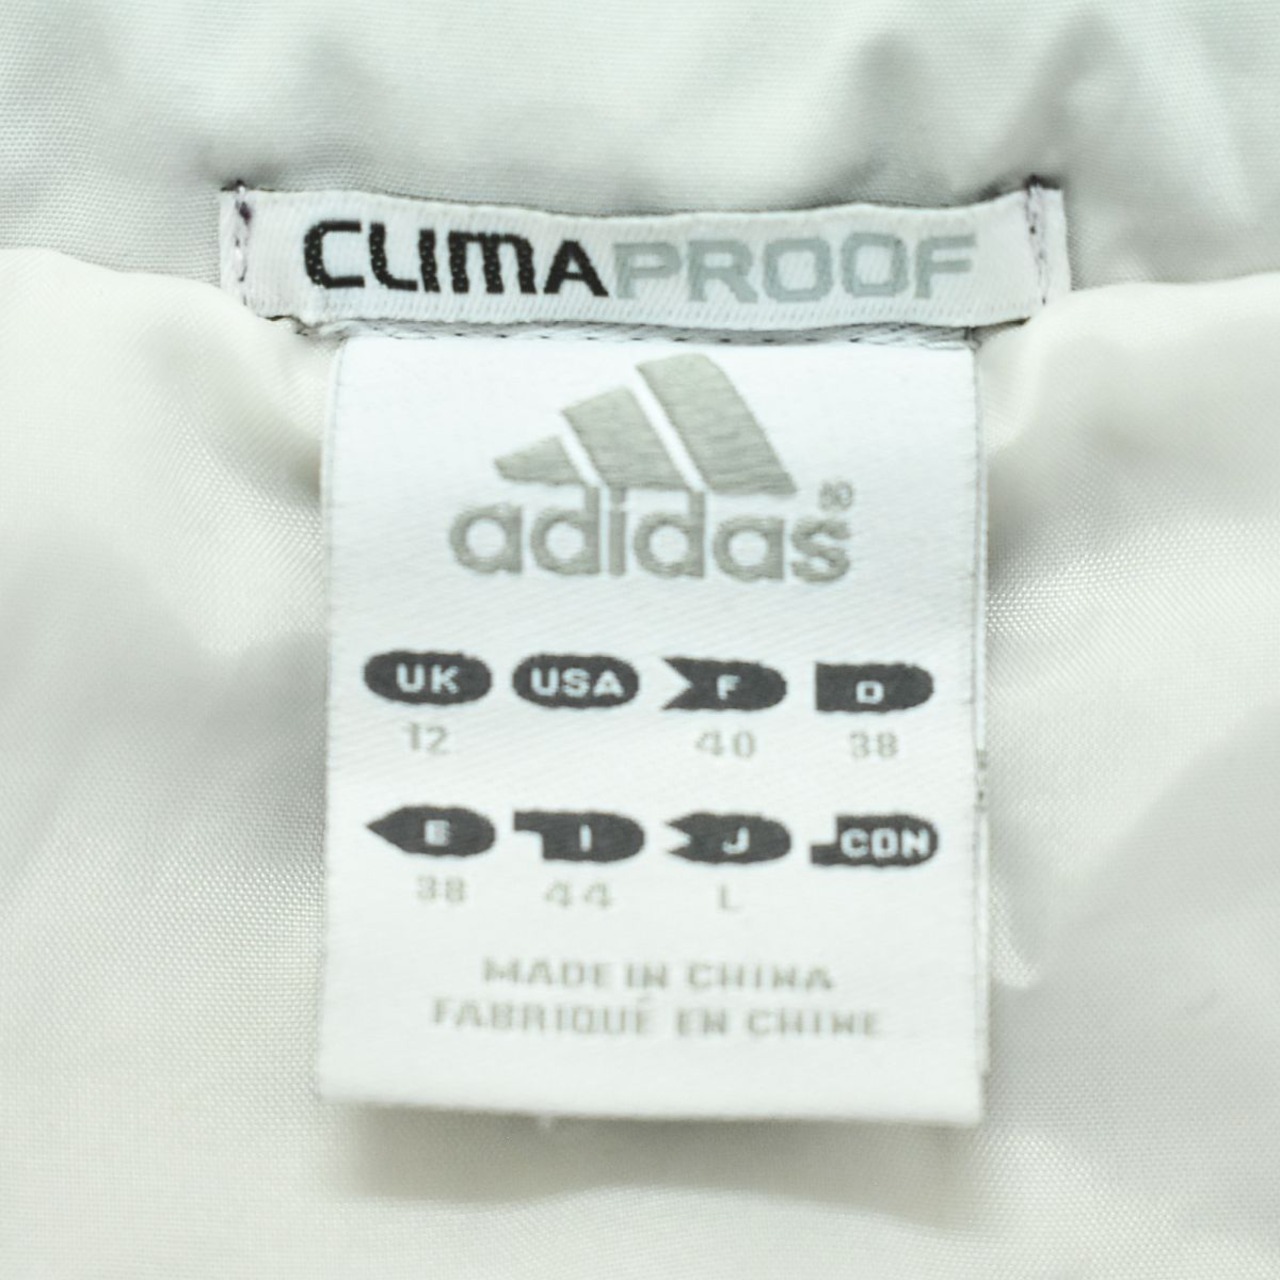 CLIMAPROOF
adidas®
UK USA F D
12 40 38
E I J CDN
38 44 L
MADE IN CHINA
FABRIQUÉ EN CHINE